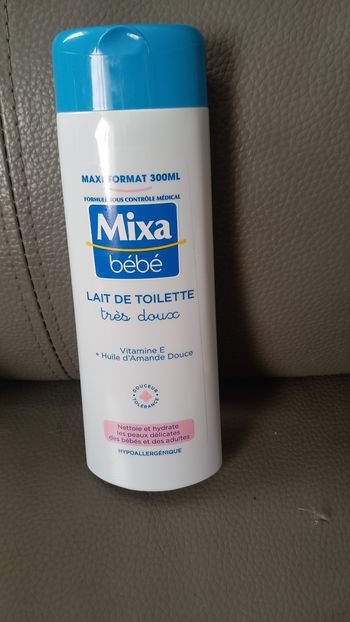 MAXI FORMAT 300ML
FORMULÉ SOUS CONTRÔLE MÉDICAL
Mixa
bébé
LAIT DE TOILETTE
très doux
Vitamine E
+ Huile d'Amande Douce
DOUCEUR
TOLÉRANCE
Nettoie et hydrate
les peaux délicates
des bébés et des adultes
HYPOALLERGÉNIQUE